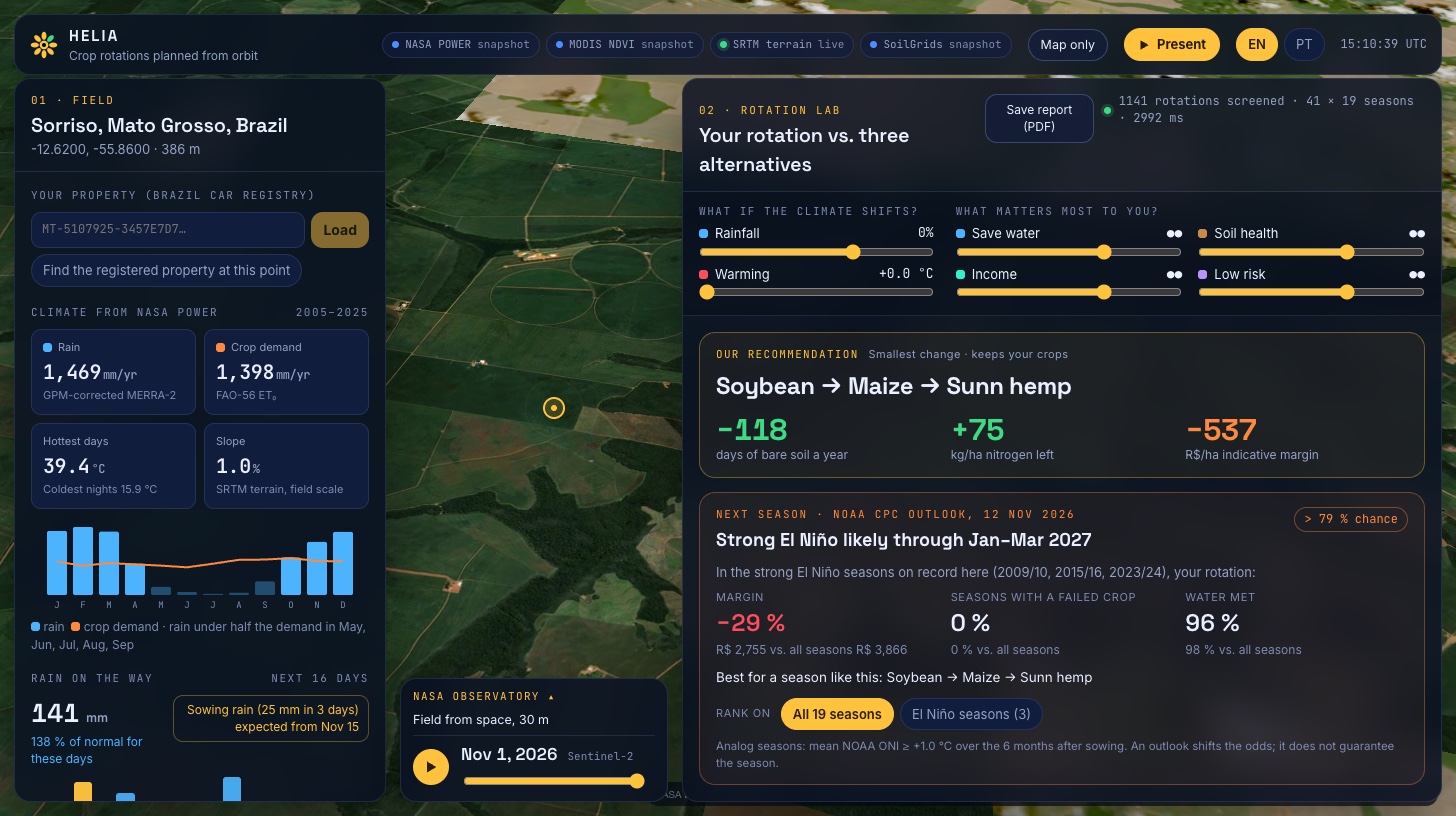 HELIA
Crop rotations planned from orbit
NASA POWER snapshot
MODIS NDVI snapshot
SRTM terrain live
SoilGrids snapshot
Map only
Present
EN
PT
15:10:39 UTC
01 · FIELD
Sorriso, Mato Grosso, Brazil
-12.6200, -55.8600 · 386 m
YOUR PROPERTY (BRAZIL CAR REGISTRY)
MT-5107925-3457E7D7…
Load
Find the registered property at this point
CLIMATE FROM NASA POWER 2005–2025
Rain
1,469 mm/yr
GPM-corrected MERRA-2
Crop demand
1,398 mm/yr
FAO-56 ET₀
Hottest days
39.4 °C
Coldest nights 15.9 °C
Slope
1.0 %
SRTM terrain, field scale
J F M A M J J A S O N D
rain crop demand · rain under half the demand in May,
Jun, Jul, Aug, Sep
RAIN ON THE WAY NEXT 16 DAYS
141 mm
138 % of normal for
these days
Sowing rain (25 mm in 3 days)
expected from Nov 15
NASA OBSERVATORY ▴
Field from space, 30 m
Nov 1, 2026 Sentinel-2
02 · ROTATION LAB
Your rotation vs. three
alternatives
Save report
(PDF)
1141 rotations screened · 41 × 19 seasons
· 2992 ms
WHAT IF THE CLIMATE SHIFTS?
Rainfall 0%
Warming +0.0 °C
WHAT MATTERS MOST TO YOU?
Save water ●●
Soil health ●●
Income ●●
Low risk ●●
OUR RECOMMENDATION Smallest change · keeps your crops
Soybean → Maize → Sunn hemp
−118
days of bare soil a year
+75
kg/ha nitrogen left
−537
R$/ha indicative margin
NEXT SEASON · NOAA CPC OUTLOOK, 12 NOV 2026
> 79 % chance
Strong El Niño likely through Jan–Mar 2027
In the strong El Niño seasons on record here (2009/10, 2015/16, 2023/24), your rotation:
MARGIN
−29 %
R$ 2,755 vs. all seasons R$ 3,866
SEASONS WITH A FAILED CROP
0 %
0 % vs. all seasons
WATER MET
96 %
98 % vs. all seasons
Best for a season like this: Soybean → Maize → Sunn hemp
RANK ON
All 19 seasons
El Niño seasons (3)
Analog seasons: mean NOAA ONI ≥ +1.0 °C over the 6 months after sowing. An outlook shifts the odds; it does not guarantee
the season.